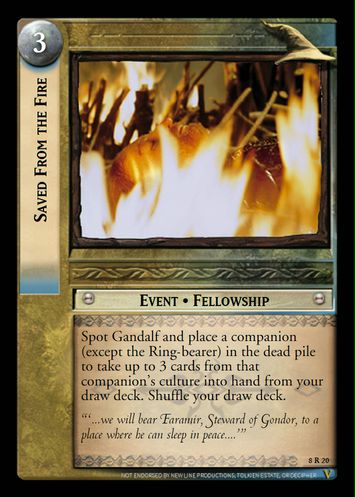 3
SAVED FROM THE FIRE
EVENT • FELLOWSHIP
Spot Gandalf and place a companion
(except the Ring-bearer) in the dead pile
to take up to 3 cards from that
companion's culture into hand from your
draw deck. Shuffle your draw deck.
"'...we will bear Faramir, Steward of Gondor, to
a place where he can sleep in peace....'"
8 R 20
NOT ENDORSED BY NEW LINE PRODUCTIONS, TOLKIEN ESTATE, OR DECIPHER.
V